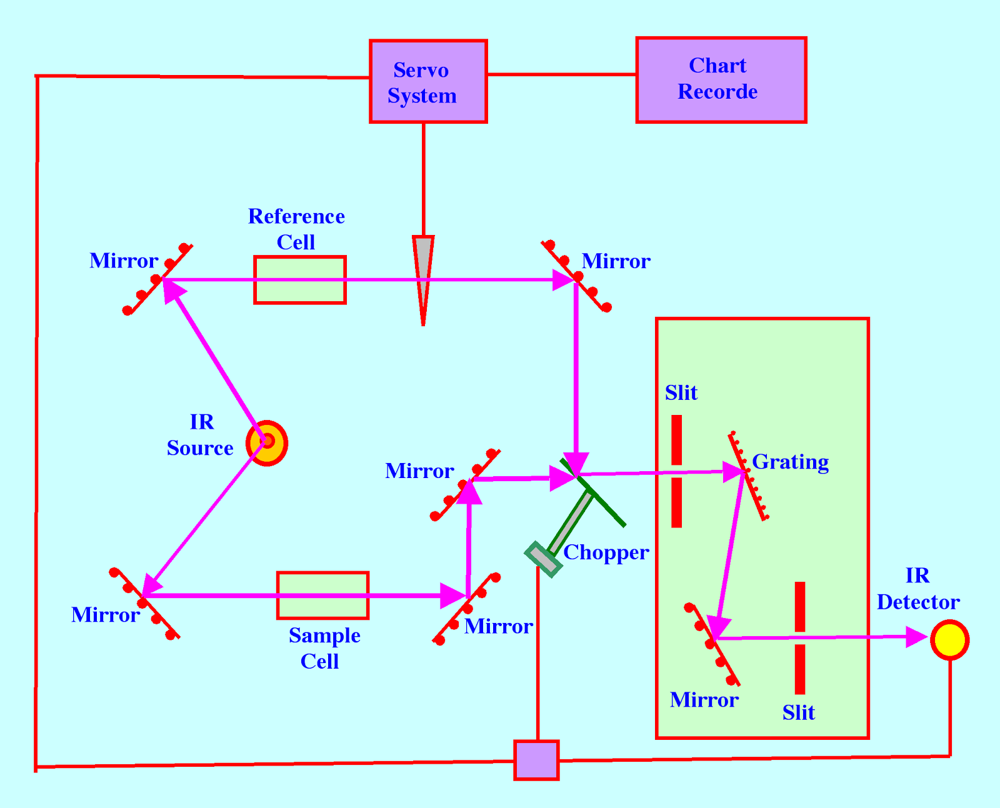 Servo
System
Chart
Recorde
Reference
Cell
Mirror
Mirror
Slit
IR
Source
Mirror
Grating
Chopper
IR
Detector
Mirror
Mirror
Sample
Cell
Mirror
Slit